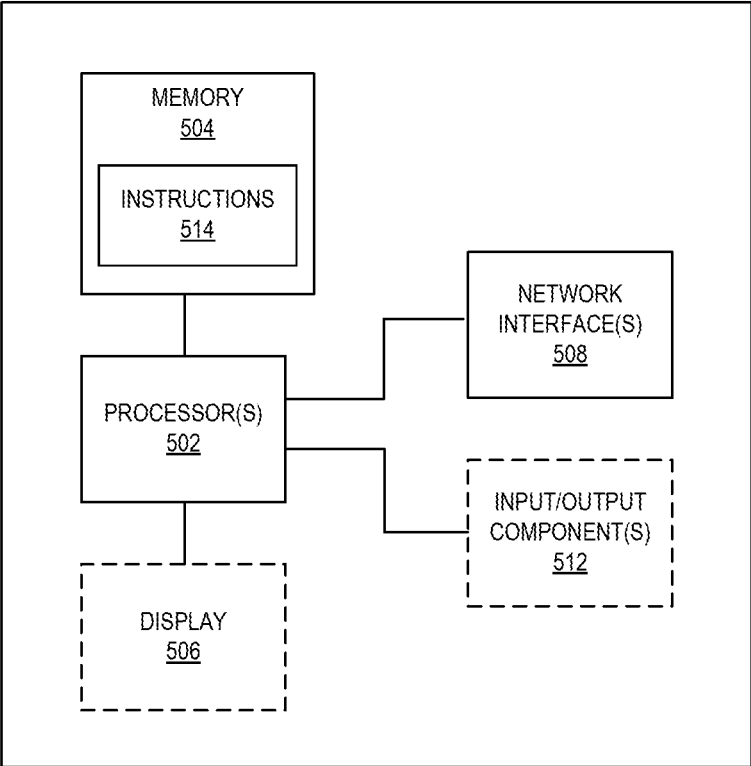 MEMORY
504
INSTRUCTIONS
514
NETWORK
INTERFACE(S)
508
PROCESSOR(S)
502
INPUT/OUTPUT
COMPONENT(S)
512
DISPLAY
506